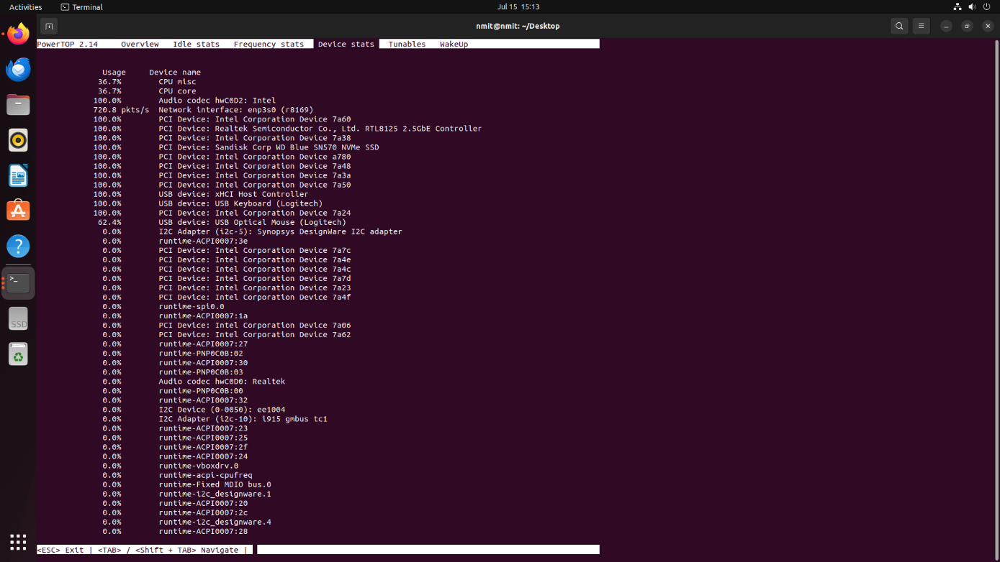 Activities Terminal Jul 15 15:13
nmit@nmit: ~/Desktop
PowerTOP 2.14 Overview Idle stats Frequency stats Device stats Tunables WakeUp
Usage Device name
36.7% CPU misc
36.7% CPU core
100.0% Audio codec hwC0D2: Intel
720.8 pkts/s Network interface: enp3s0 (r8169)
100.0% PCI Device: Intel Corporation Device 7a60
100.0% PCI Device: Realtek Semiconductor Co., Ltd. RTL8125 2.5GbE Controller
100.0% PCI Device: Intel Corporation Device 7a38
100.0% PCI Device: Sandisk Corp WD Blue SN570 NVMe SSD
100.0% PCI Device: Intel Corporation Device a780
100.0% PCI Device: Intel Corporation Device 7a48
100.0% PCI Device: Intel Corporation Device 7a3a
100.0% PCI Device: Intel Corporation Device 7a50
100.0% USB device: xHCI Host Controller
100.0% USB device: USB Keyboard (Logitech)
100.0% PCI Device: Intel Corporation Device 7a24
62.4% USB device: USB Optical Mouse (Logitech)
0.0% I2C Adapter (i2c-5): Synopsys DesignWare I2C adapter
0.0% runtime-ACPI0007:3e
0.0% PCI Device: Intel Corporation Device 7a7c
0.0% PCI Device: Intel Corporation Device 7a4e
0.0% PCI Device: Intel Corporation Device 7a4c
0.0% PCI Device: Intel Corporation Device 7a7d
0.0% PCI Device: Intel Corporation Device 7a23
0.0% PCI Device: Intel Corporation Device 7a4f
0.0% runtime-spi0.0
0.0% runtime-ACPI0007:1a
0.0% PCI Device: Intel Corporation Device 7a06
0.0% PCI Device: Intel Corporation Device 7a62
0.0% runtime-ACPI0007:27
0.0% runtime-PNP0C0B:02
0.0% runtime-ACPI0007:30
0.0% runtime-PNP0C0B:03
0.0% Audio codec hwC0D0: Realtek
0.0% runtime-PNP0C0B:00
0.0% runtime-ACPI0007:32
0.0% I2C Device (0-0050): ee1004
0.0% I2C Adapter (i2c-10): i915 gmbus tc1
0.0% runtime-ACPI0007:23
0.0% runtime-ACPI0007:25
0.0% runtime-ACPI0007:2f
0.0% runtime-ACPI0007:24
0.0% runtime-vboxdrv.0
0.0% runtime-acpi-cpufreq
0.0% runtime-Fixed MDIO bus.0
0.0% runtime-i2c_designware.1
0.0% runtime-ACPI0007:20
0.0% runtime-ACPI0007:2c
0.0% runtime-i2c_designware.4
0.0% runtime-ACPI0007:28
<ESC> Exit | <TAB> / <Shift + TAB> Navigate |
SSD